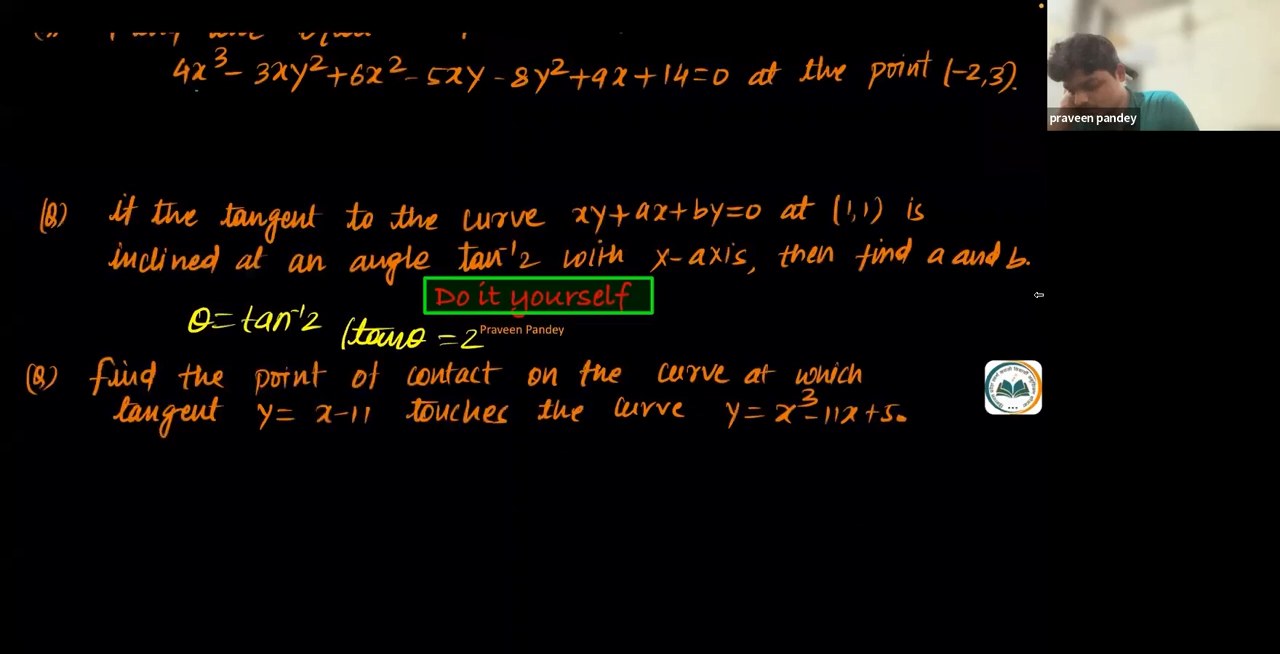 4x³ - 3xy² + 6x² - 5xy - 8y² + 9x + 14 = 0 at the point (-2,3).
praveen pandey
(Q) if the tangent to the curve xy+ax+by=0 at (1,1) is
inclined at an angle tan⁻¹2 with x-axis, then find a and b.
Do it yourself
θ = tan⁻¹2 (tanθ = 2
Praveen Pandey
(Q) find the point of contact on the curve at which
tangent y = x-11 touches the curve y = x³-11x+5.